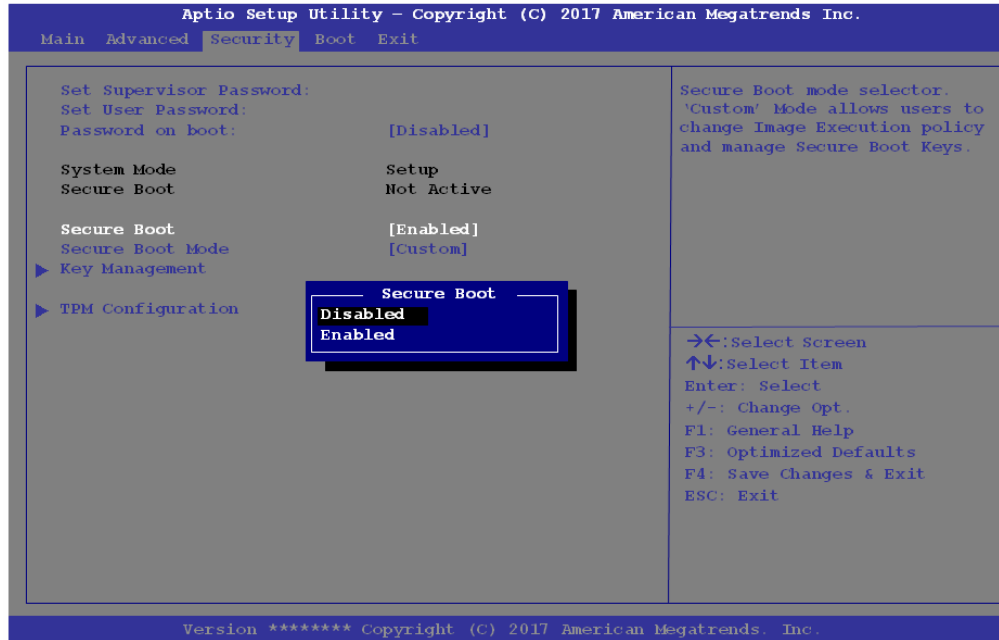 Aptio Setup Utility – Copyright (C) 2017 American Megatrends Inc.
Main Advanced Security Boot Exit
Set Supervisor Password:
Set User Password:
Password on boot: [Disabled]
System Mode Setup
Secure Boot Not Active
Secure Boot [Enabled]
Secure Boot Mode [Custom]
Key Management
TPM Configuration
Secure Boot
Disabled
Enabled
Secure Boot mode selector.
‘Custom’ Mode allows users to
change Image Execution policy
and manage Secure Boot Keys.
→←:Select Screen
↑↓:Select Item
Enter: Select
+/-: Change Opt.
F1: General Help
F3: Optimized Defaults
F4: Save Changes & Exit
ESC: Exit
Version ******** Copyright (C) 2017 American Megatrends. Inc.